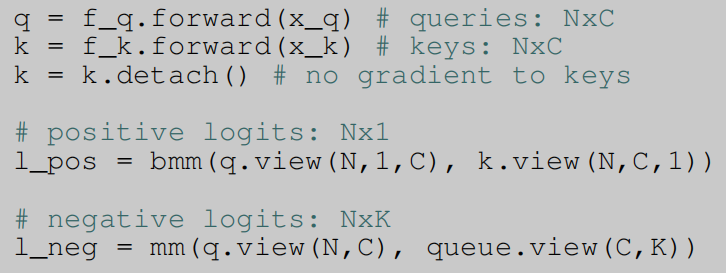 q = f_q.forward(x_q) # queries: NxC
k = f_k.forward(x_k) # keys: NxC
k = k.detach() # no gradient to keys
# positive logits: Nx1
l_pos = bmm(q.view(N,1,C), k.view(N,C,1))
# negative logits: NxK
l_neg = mm(q.view(N,C), queue.view(C,K))